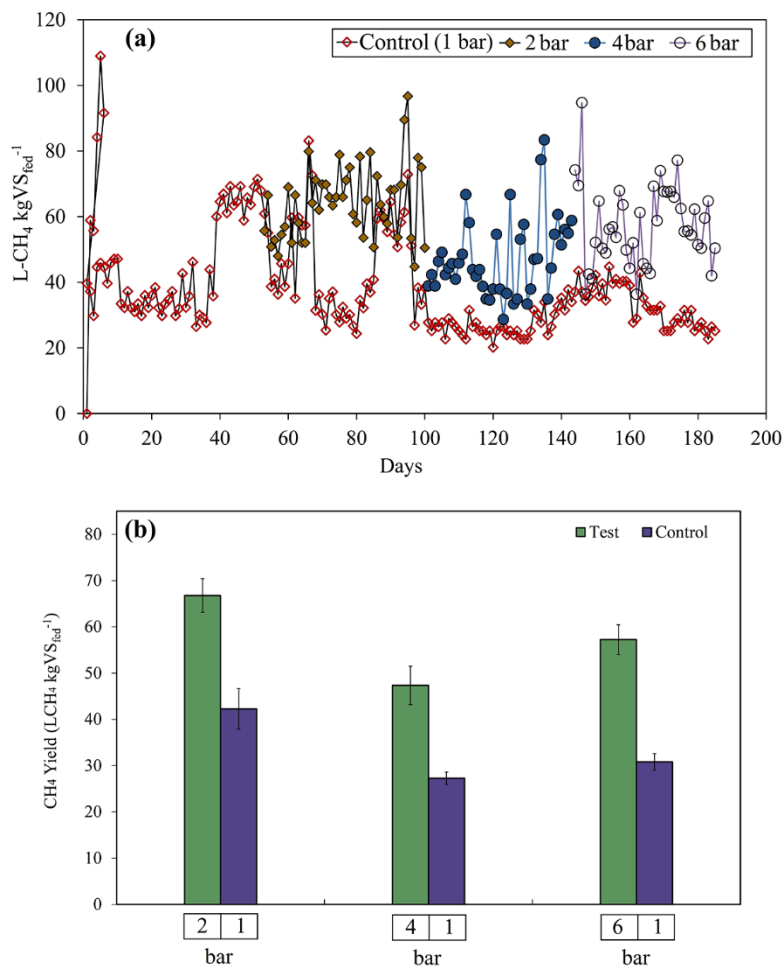 (a)
Control (1 bar) 2 bar 4bar 6 bar
120
100
80
60
40
20
0
L-CH₄ kgVS_fed⁻¹
0 20 40 60 80 100 120 140 160 180 200
Days
(b)
Test Control
80
70
60
50
40
30
20
10
0
CH₄ Yield (LCH₄ kgVS_fed⁻¹)
2 1 4 1 6 1
bar bar bar